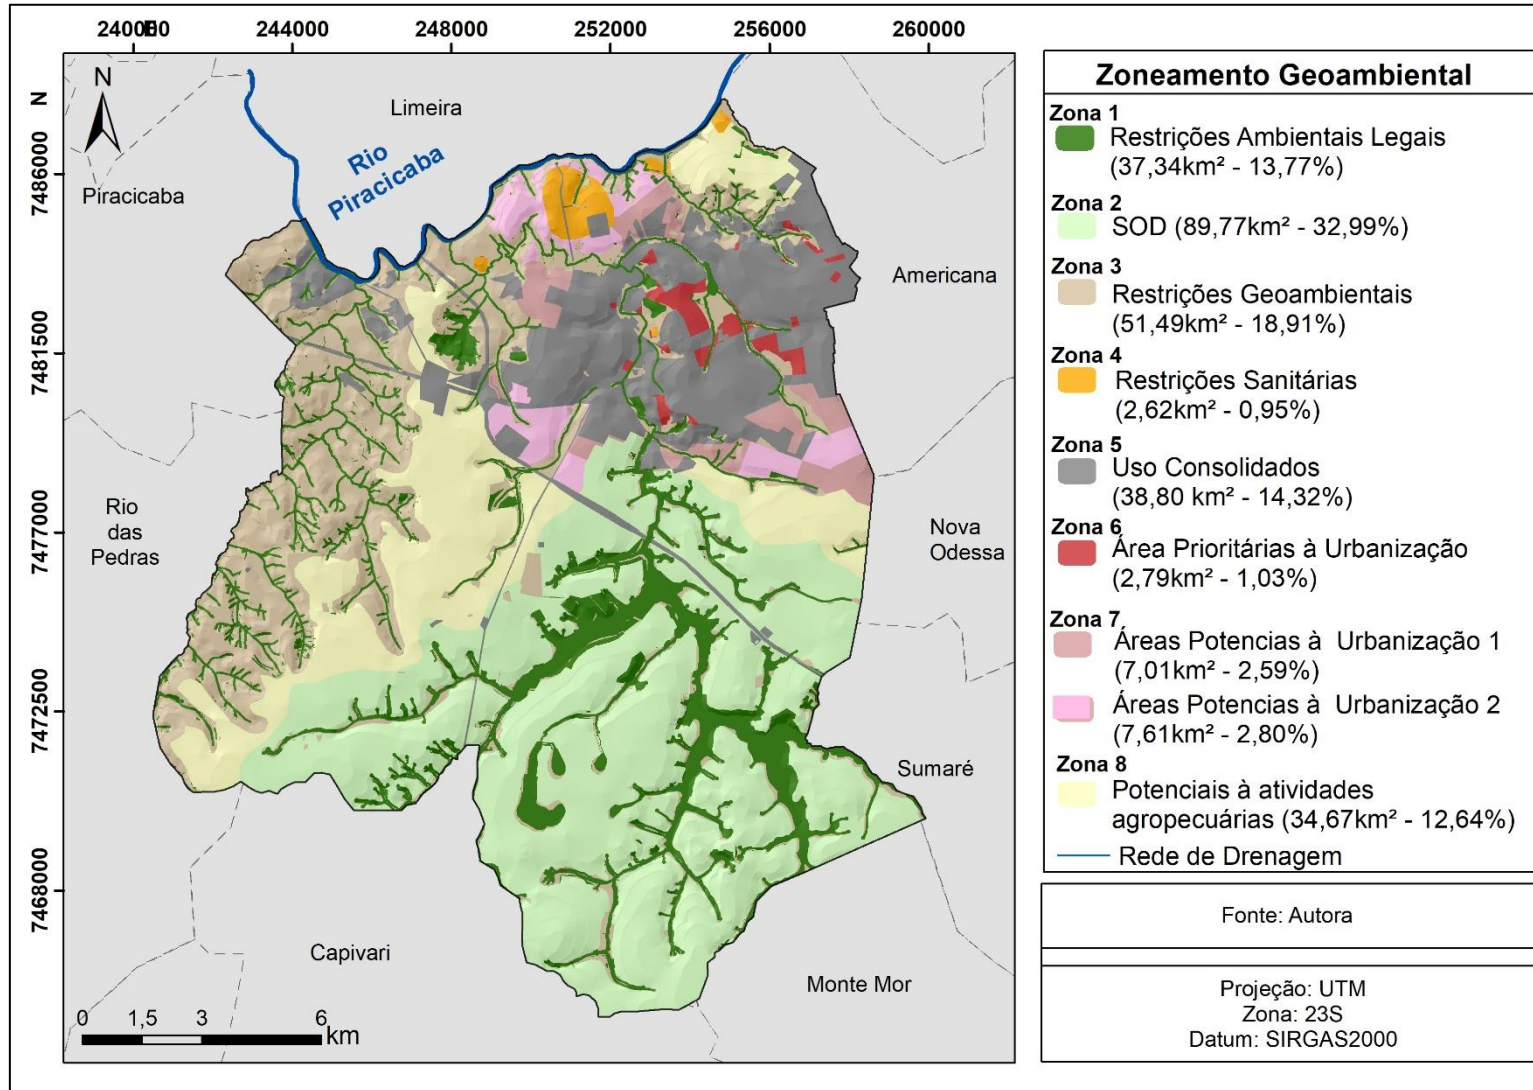 240000 E 244000 248000 252000 256000 260000
N
7486000
7481500
7477000
7472500
7468000
N
Limeira
Rio
Piracicaba
Piracicaba
Americana
Rio
das
Pedras
Nova
Odessa
Sumaré
Capivari
Monte Mor
0 1,5 3 6
km
Zoneamento Geoambiental
Zona 1
Restrições Ambientais Legais
(37,34km² - 13,77%)
Zona 2
SOD (89,77km² - 32,99%)
Zona 3
Restrições Geoambientais
(51,49km² - 18,91%)
Zona 4
Restrições Sanitárias
(2,62km² - 0,95%)
Zona 5
Uso Consolidados
(38,80 km² - 14,32%)
Zona 6
Área Prioritárias à Urbanização
(2,79km² - 1,03%)
Zona 7
Áreas Potencias à Urbanização 1
(7,01km² - 2,59%)
Áreas Potencias à Urbanização 2
(7,61km² - 2,80%)
Zona 8
Potenciais à atividades
agropecuárias (34,67km² - 12,64%)
Rede de Drenagem
Fonte: Autora
Projeção: UTM
Zona: 23S
Datum: SIRGAS2000